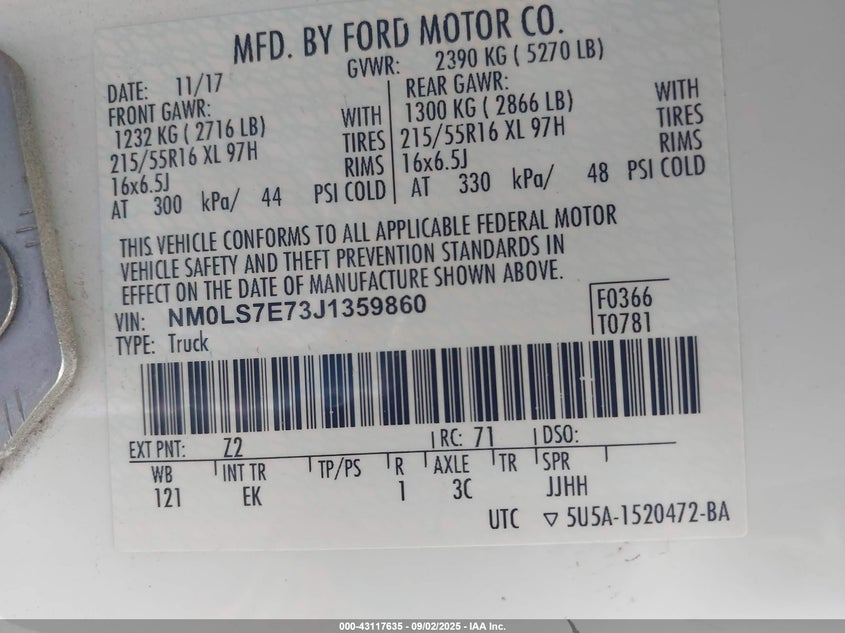 MFD. BY FORD MOTOR CO.
DATE: 11/17 GVWR: 2390 KG ( 5270 LB)
FRONT GAWR: WITH REAR GAWR: WITH
1232 KG ( 2716 LB) TIRES 1300 KG ( 2866 LB) TIRES
215/55R16 XL 97H RIMS 215/55R16 XL 97H RIMS
16x6.5J 16x6.5J
AT 300 kPa/ 44 PSI COLD AT 330 kPa/ 48 PSI COLD
THIS VEHICLE CONFORMS TO ALL APPLICABLE FEDERAL MOTOR
VEHICLE SAFETY AND THEFT PREVENTION STANDARDS IN
EFFECT ON THE DATE OF MANUFACTURE SHOWN ABOVE.
VIN: NM0LS7E73J1359860 F0366
TYPE: Truck T0781
EXT PNT: Z2 RC: 71 DSO:
WB INT TR TP/PS R AXLE TR SPR
121 EK 1 3C JJHH
UTC ▽ 5U5A-1520472-BA
000-43117635 - 09/02/2025 - IAA Inc.